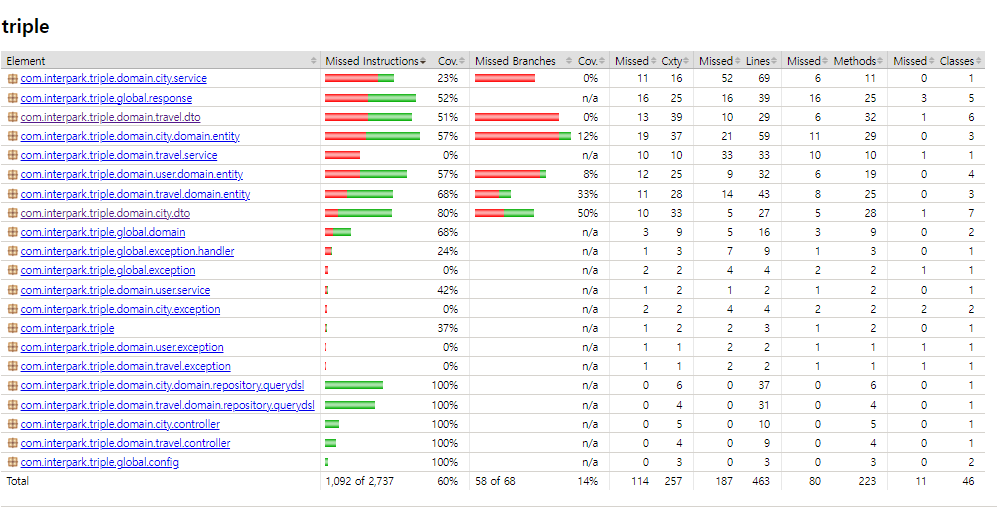 triple
Element Missed Instructions Cov. Missed Branches Cov. Missed Cxty Missed Lines Missed Methods Missed Classes
com.interpark.triple.domain.city.service 23% 0% 11 16 52 69 6 11 0 1
com.interpark.triple.global.response 52% n/a 16 25 16 39 16 25 3 5
com.interpark.triple.domain.travel.dto 51% 0% 13 39 10 29 6 32 1 6
com.interpark.triple.domain.city.domain.entity 57% 12% 19 37 21 59 11 29 0 3
com.interpark.triple.domain.travel.service 0% n/a 10 10 33 33 10 10 1 1
com.interpark.triple.domain.user.domain.entity 57% 8% 12 25 9 32 6 19 0 4
com.interpark.triple.domain.travel.domain.entity 68% 33% 11 28 14 43 8 25 0 3
com.interpark.triple.domain.city.dto 80% 50% 10 33 5 27 5 28 1 7
com.interpark.triple.global.domain 68% n/a 3 9 5 16 3 9 0 2
com.interpark.triple.global.exception.handler 24% n/a 1 3 7 9 1 3 0 1
com.interpark.triple.global.exception 0% n/a 2 2 4 4 2 2 1 1
com.interpark.triple.domain.user.service 42% n/a 1 2 1 2 1 2 0 1
com.interpark.triple.domain.city.exception 0% n/a 2 2 4 4 2 2 2 2
com.interpark.triple 37% n/a 1 2 2 3 1 2 0 1
com.interpark.triple.domain.user.exception 0% n/a 1 1 2 2 1 1 1 1
com.interpark.triple.domain.travel.exception 0% n/a 1 1 2 2 1 1 1 1
com.interpark.triple.domain.city.domain.repository.querydsl 100% n/a 0 6 0 37 0 6 0 1
com.interpark.triple.domain.travel.domain.repository.querydsl 100% n/a 0 4 0 31 0 4 0 1
com.interpark.triple.domain.city.controller 100% n/a 0 5 0 10 0 5 0 1
com.interpark.triple.domain.travel.controller 100% n/a 0 4 0 9 0 4 0 1
com.interpark.triple.global.config 100% n/a 0 3 0 3 0 3 0 2
Total 1,092 of 2,737 60% 58 of 68 14% 114 257 187 463 80 223 11 46